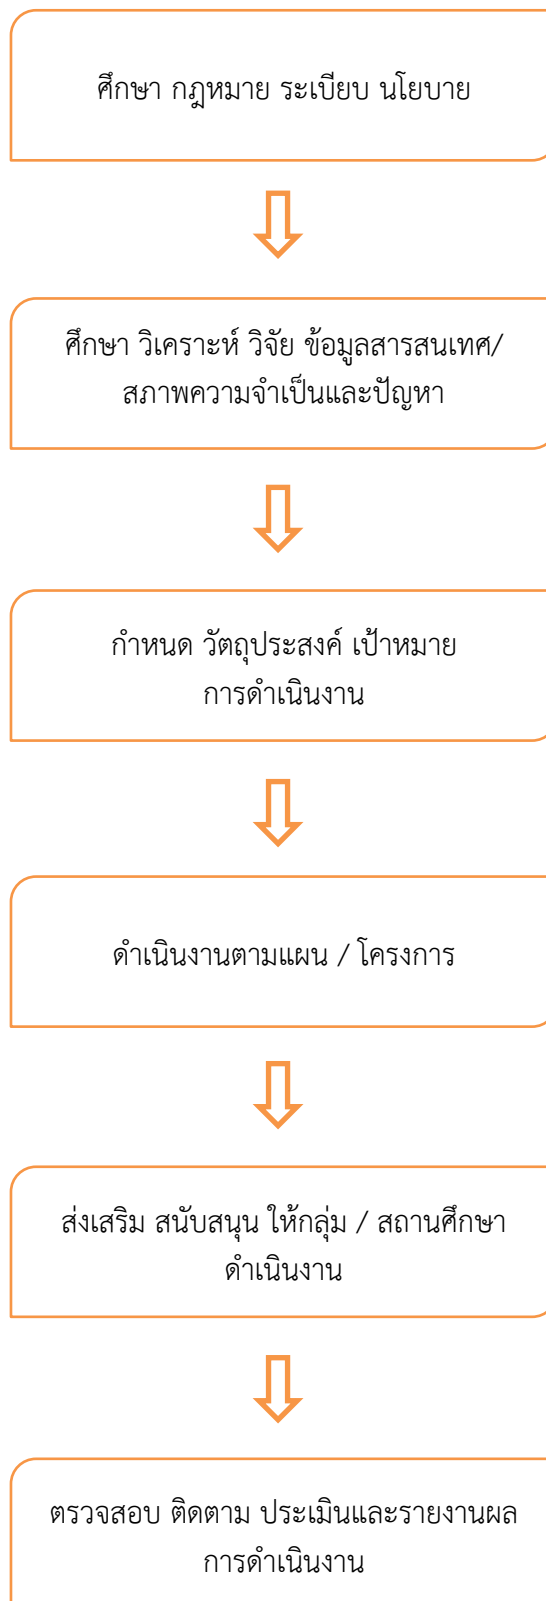 ศึกษา กฎหมาย ระเบียบ นโยบาย
ศึกษา วิเคราะห์ วิจัย ข้อมูลสารสนเทศ/
สภาพความจำเป็นและปัญหา
กำหนด วัตถุประสงค์ เป้าหมาย
การดำเนินงาน
ดำเนินงานตามแผน / โครงการ
ส่งเสริม สนับสนุน ให้กลุ่ม / สถานศึกษา
ดำเนินงาน
ตรวจสอบ ติดตาม ประเมินและรายงานผล
การดำเนินงาน